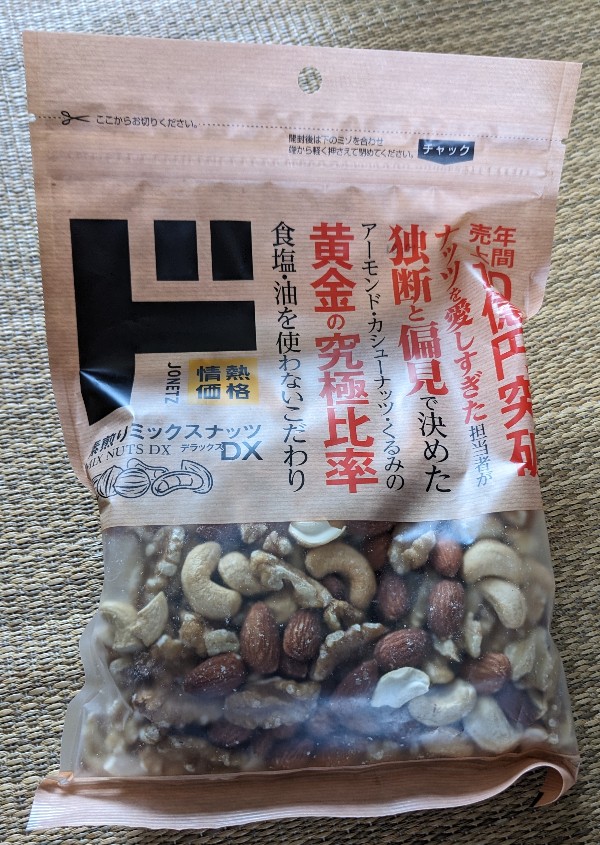 ここからお切りください。
開封後は下のミゾを合わせ
端から軽く押さえて閉めてください。
チャック
年間
売上10億円突破
ナッツを愛しすぎた担当者が
独断と偏見で決めた
アーモンド・カシューナッツ・くるみの
黄金の究極比率
食塩・油を使わないこだわり
ド
JONETZ
情熱
価格
素煎りミックスナッツ
MIX NUTS DX デラックス DX